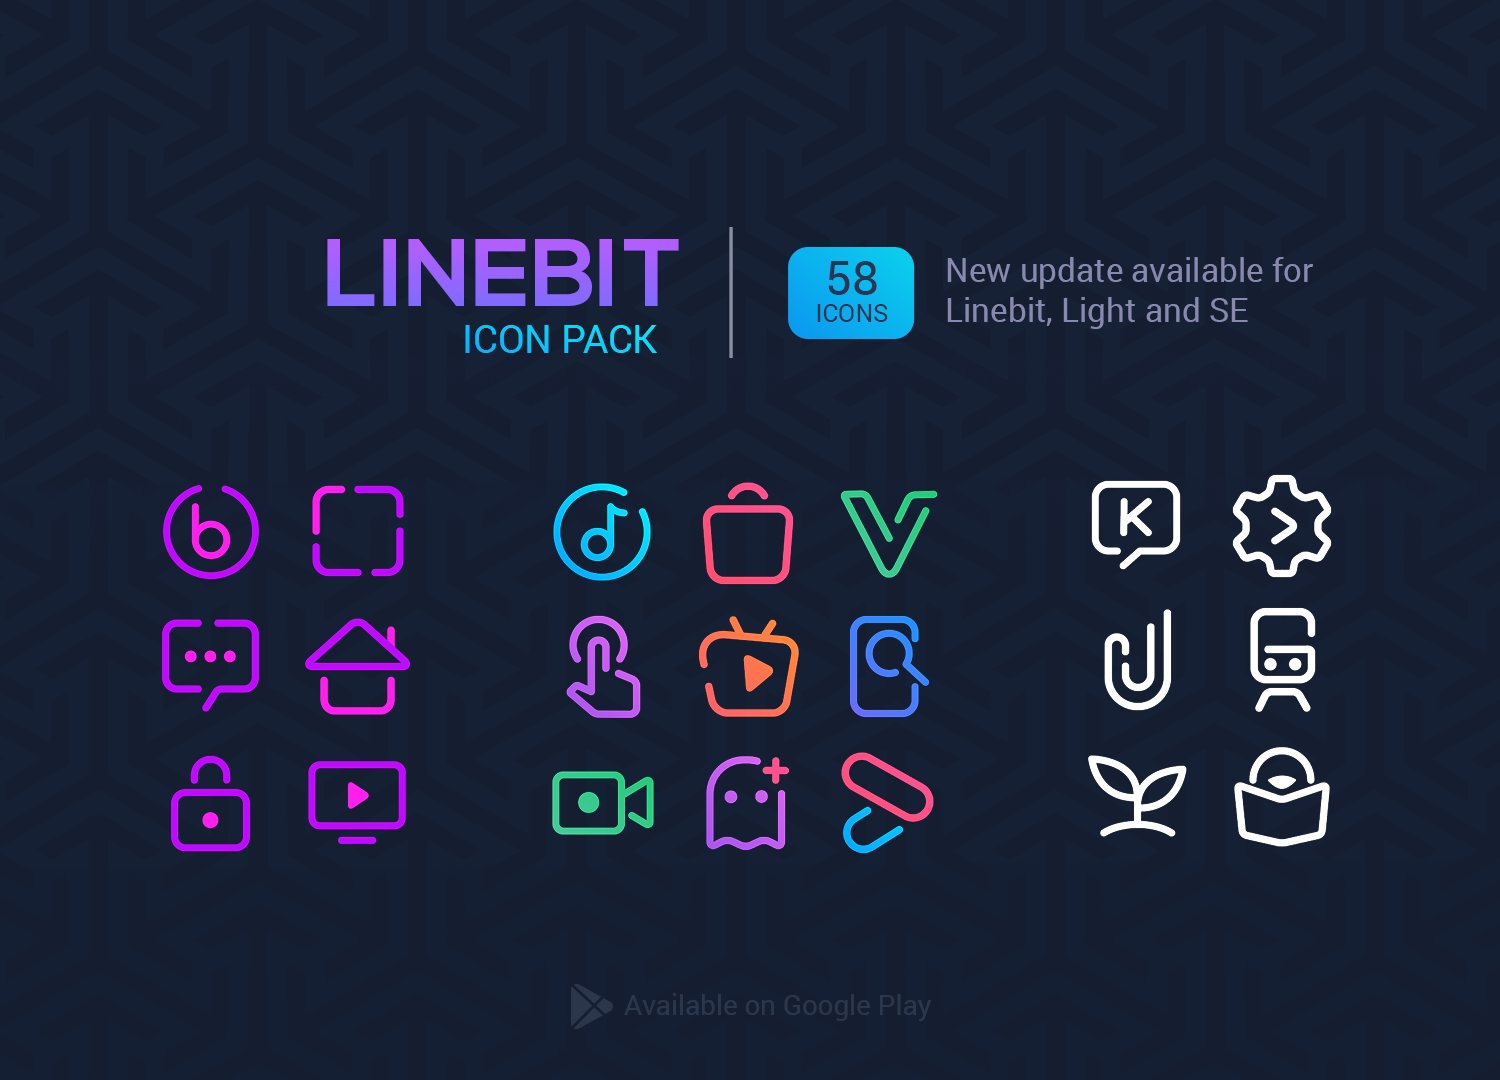 LINEBIT
ICON PACK
58
ICONS
New update available for
Linebit, Light and SE
b
K
Available on Google Play